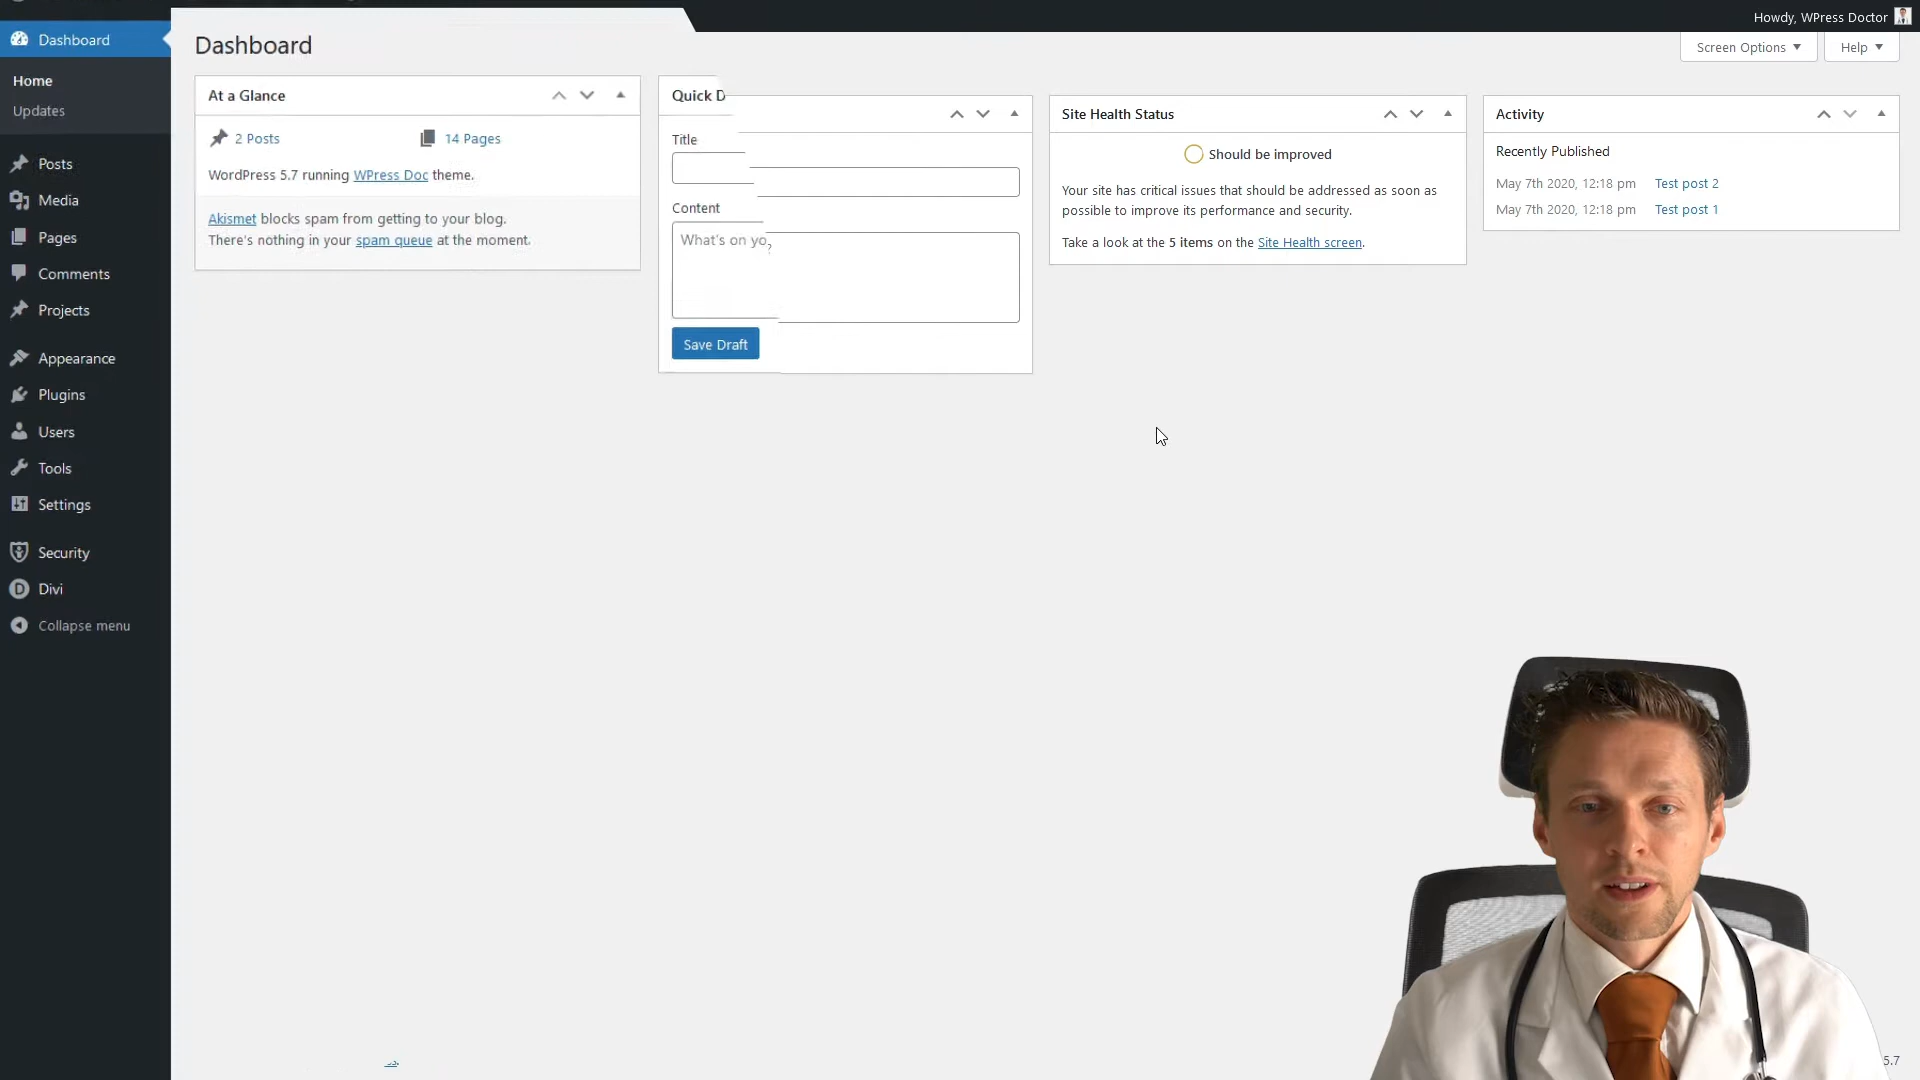 Howdy, WPress Doctor
Dashboard
Home
Updates
Posts
Media
Pages
Comments
Projects
Appearance
Plugins
Users
Tools
Settings
Security
Divi
Collapse menu
Dashboard
Screen Options
Help
At a Glance
2 Posts
14 Pages
WordPress 5.7 running WPress Doc theme.
Akismet blocks spam from getting to your blog.
There's nothing in your spam queue at the moment.
Quick D
Title
Content
What's on yo
Save Draft
Site Health Status
Should be improved
Your site has critical issues that should be addressed as soon as
possible to improve its performance and security.
Take a look at the 5 items on the Site Health screen.
Activity
Recently Published
May 7th 2020, 12:18 pm Test post 2
May 7th 2020, 12:18 pm Test post 1
5.7